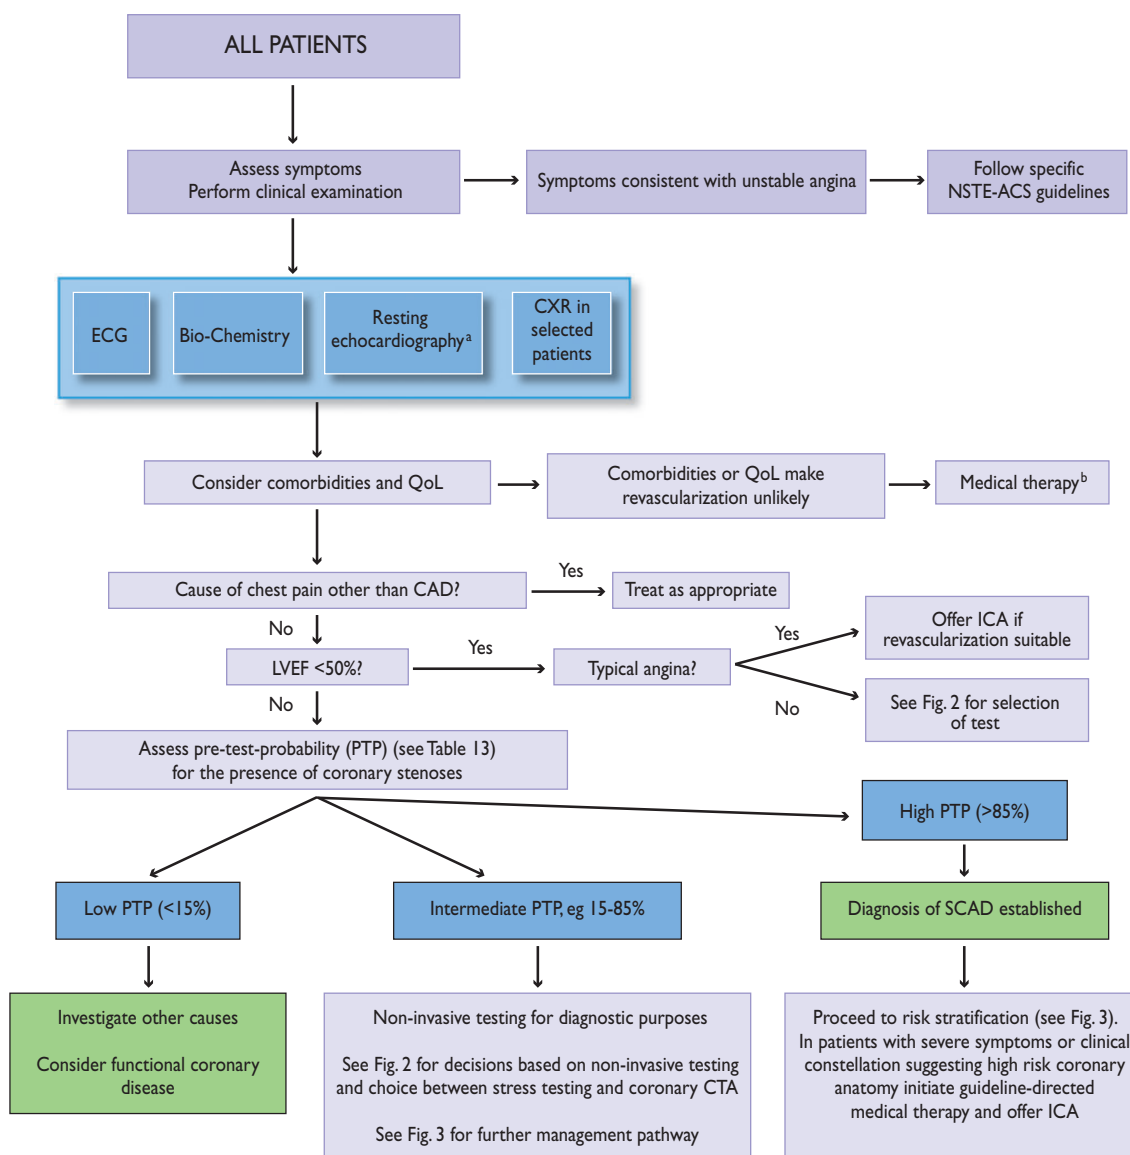 ALL PATIENTS
Assess symptoms
Perform clinical examination
Symptoms consistent with unstable angina
Follow specific
NSTE-ACS guidelines
ECG
Bio-Chemistry
Resting
echocardiographyᵃ
CXR in
selected
patients
Consider comorbidities and QoL
Comorbidities or QoL make
revascularization unlikely
Medical therapyᵇ
Cause of chest pain other than CAD?
Yes
Treat as appropriate
No
LVEF <50%?
Yes
Typical angina?
Yes
Offer ICA if
revascularization suitable
No
See Fig. 2 for selection
of test
No
Assess pre-test-probability (PTP) (see Table 13)
for the presence of coronary stenoses
High PTP (>85%)
Low PTP (<15%)
Intermediate PTP, eg 15-85%
Diagnosis of SCAD established
Investigate other causes
Consider functional coronary
disease
Non-invasive testing for diagnostic purposes
See Fig. 2 for decisions based on non-invasive testing
and choice between stress testing and coronary CTA
See Fig. 3 for further management pathway
Proceed to risk stratification (see Fig. 3).
In patients with severe symptoms or clinical
constellation suggesting high risk coronary
anatomy initiate guideline-directed
medical therapy and offer ICA